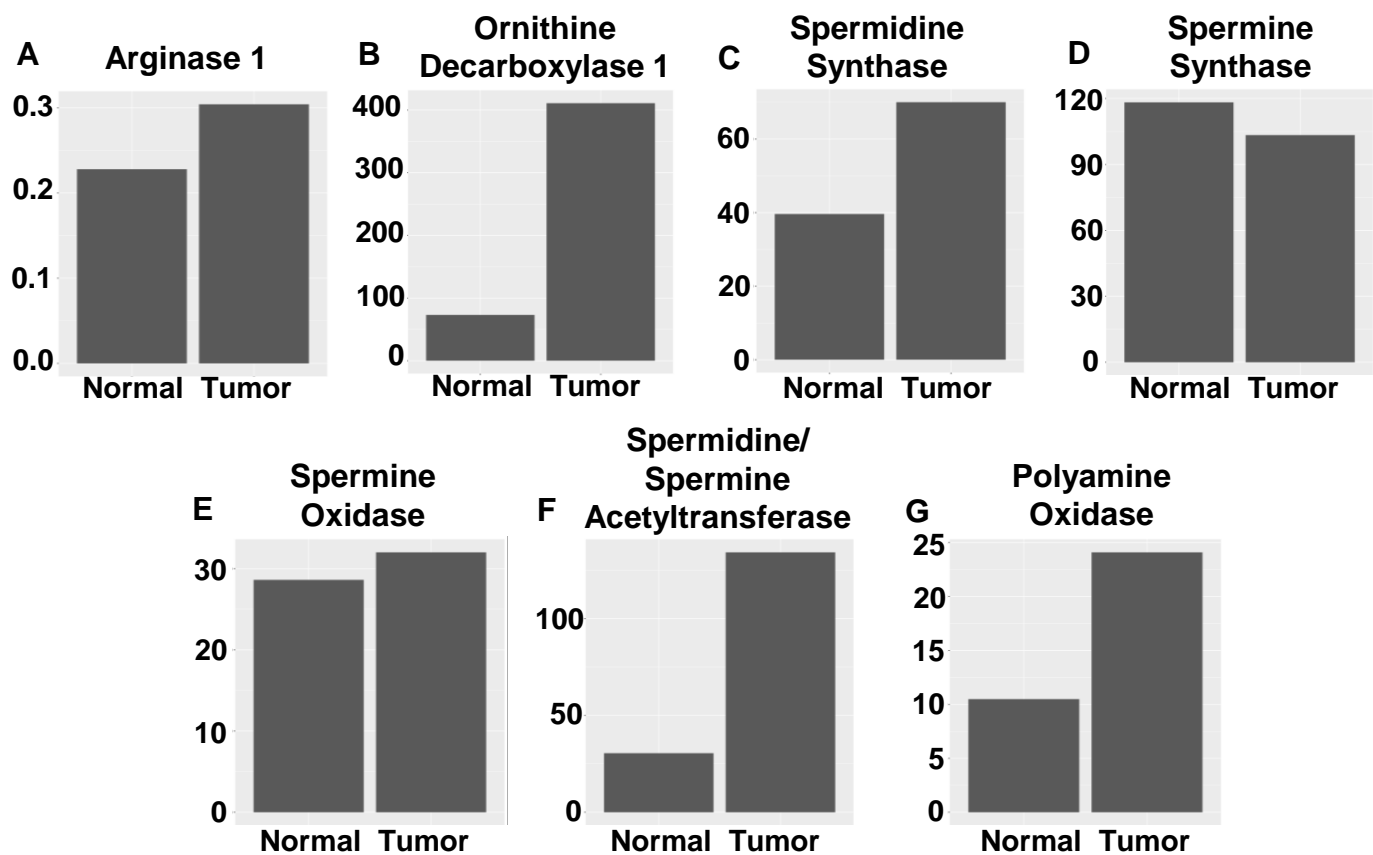 A
Arginase 1
0.3
0.2
0.1
0.0
Normal Tumor
B
Ornithine
Decarboxylase 1
400
300
200
100
0
Normal Tumor
C
Spermidine
Synthase
60
40
20
0
Normal Tumor
D
Spermine
Synthase
120
90
60
30
0
Normal Tumor
E
Spermine
Oxidase
30
20
10
0
Normal Tumor
F
Spermidine/
Spermine
Acetyltransferase
100
50
0
Normal Tumor
G
Polyamine
Oxidase
25
20
15
10
5
0
Normal Tumor